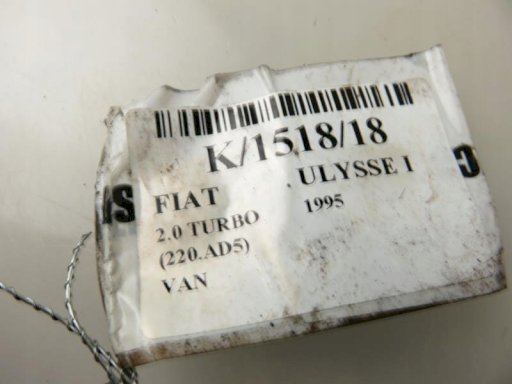 K/1518/18
FIAT ULYSSE I
2.0 TURBO 1995
(220.AD5)
VAN